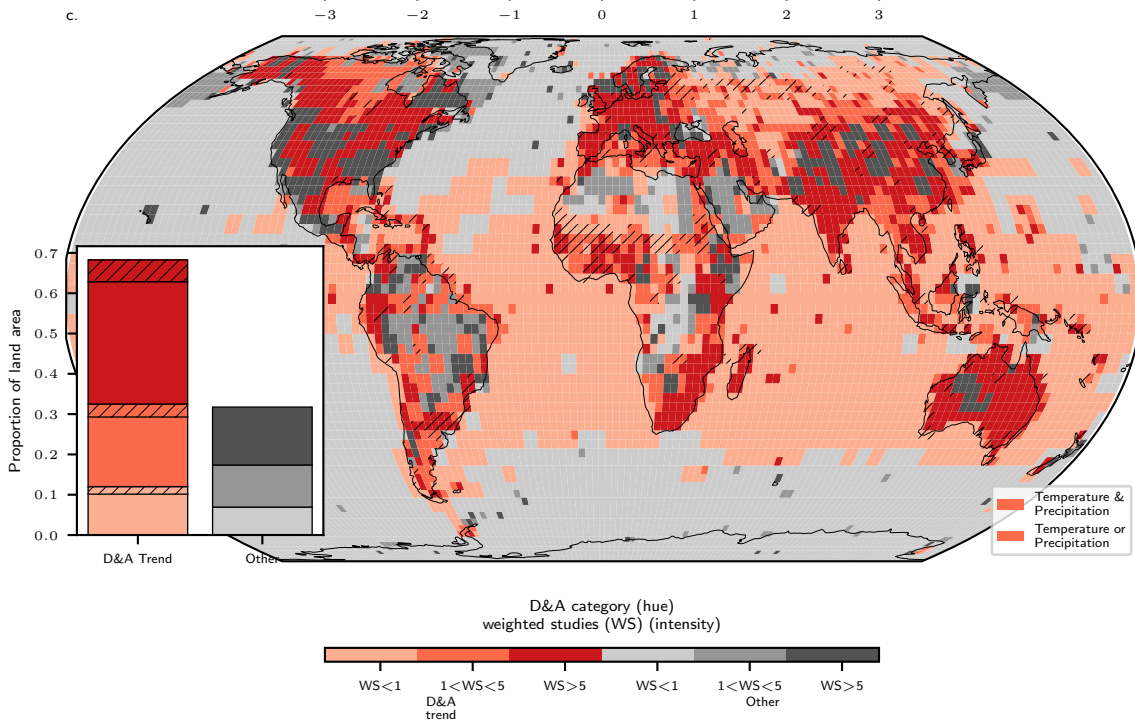 c.
−3 −2 −1 0 1 2 3
0.7
0.6
0.5
0.4
0.3
0.2
0.1
0.0
Proportion of land area
D&A Trend Other
Temperature &
Precipitation
Temperature or
Precipitation
D&A category (hue)
weighted studies (WS) (intensity)
WS<1 1<WS<5 WS>5 WS<1 1<WS<5 WS>5
D&A Other
trend